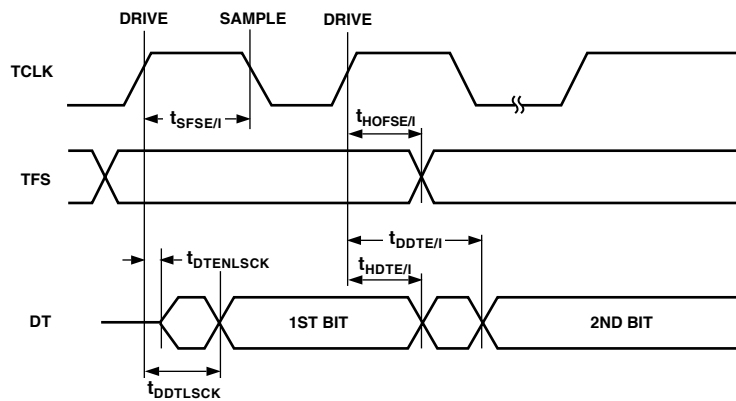 DRIVE SAMPLE DRIVE
TCLK
tSFSE/I
tHOFSE/I
TFS
tDDTE/I
tDTENLSCK
tHDTE/I
DT
1ST BIT
2ND BIT
tDDTLSCK